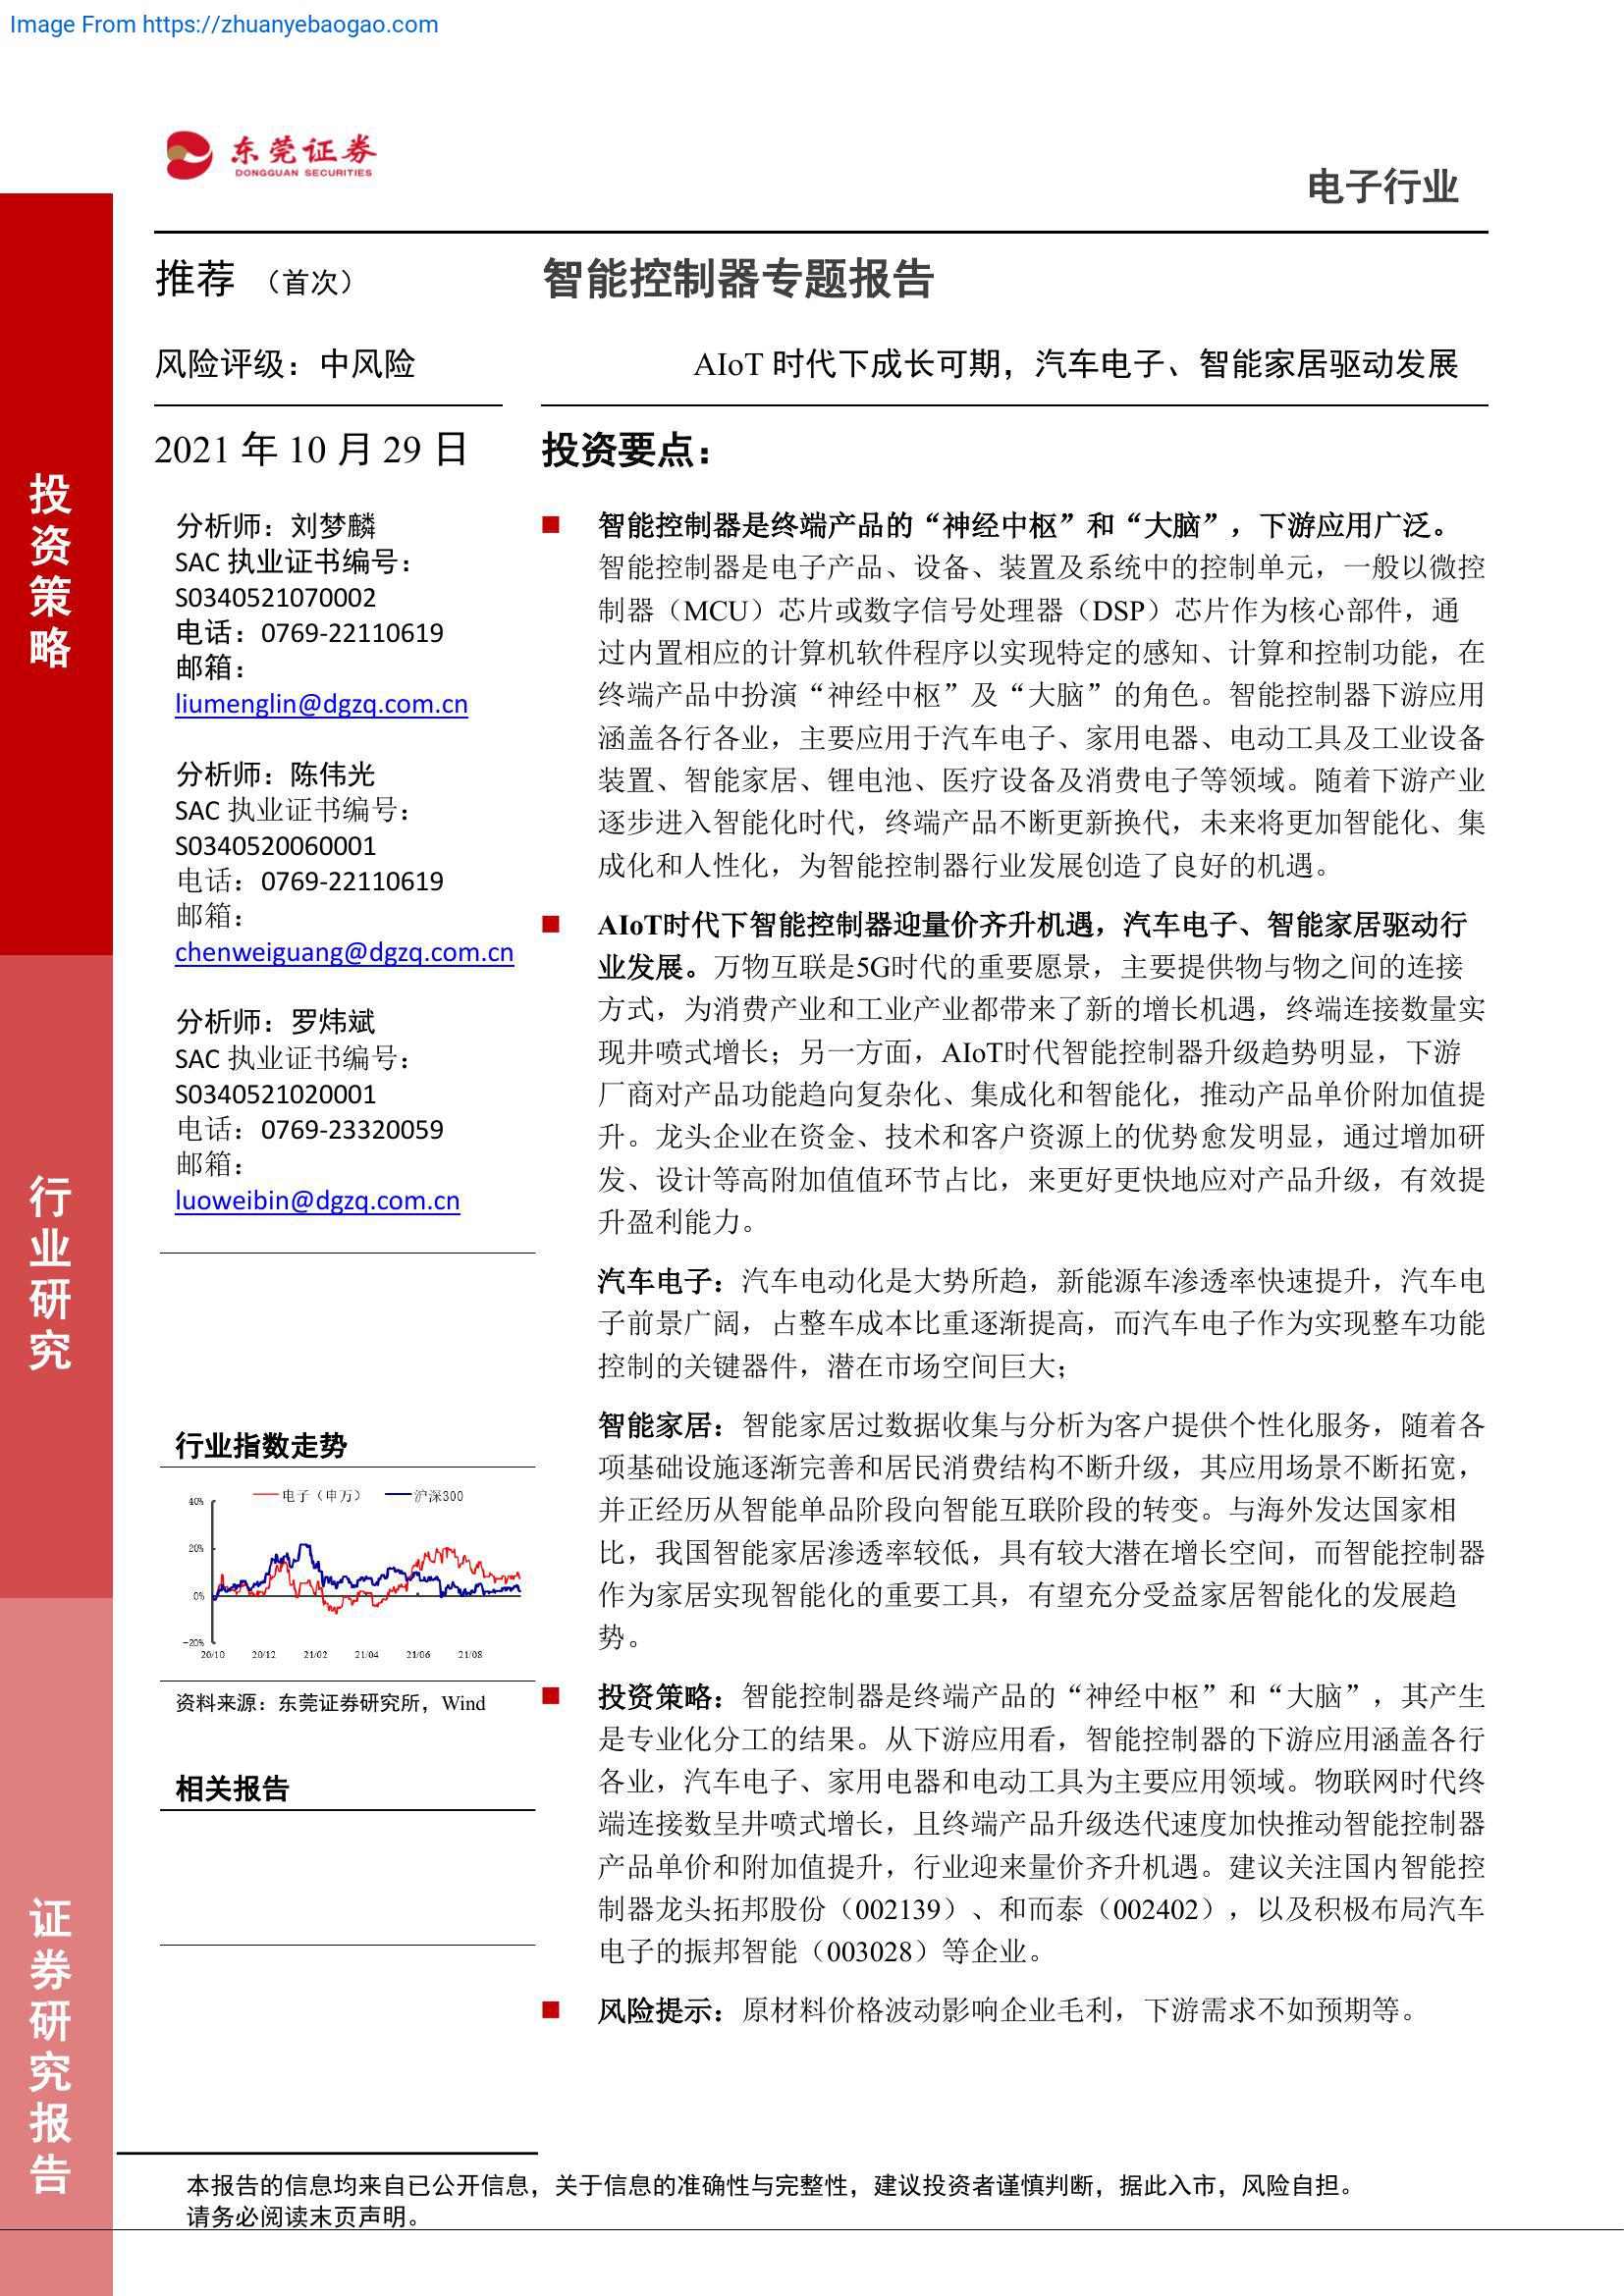 Image From https://zhuanyebaogao.com
东莞证券
DONGGUAN SECURITIES
电子行业
投资策略
行业研究
证券研究报告
推荐 （首次）
风险评级：中风险
2021 年 10 月 29 日
分析师：刘梦麟
SAC 执业证书编号：
S0340521070002
电话：0769-22110619
邮箱：
liumenglin@dgzq.com.cn
分析师：陈伟光
SAC 执业证书编号：
S0340520060001
电话：0769-22110619
邮箱：
chenweiguang@dgzq.com.cn
分析师：罗炜斌
SAC 执业证书编号：
S0340521020001
电话：0769-23320059
邮箱：
luoweibin@dgzq.com.cn
行业指数走势
电子（申万） 沪深300
40%
20%
0%
-20%
20/10 20/12 21/02 21/04 21/06 21/08
资料来源：东莞证券研究所，Wind
相关报告
智能控制器专题报告
AIoT 时代下成长可期，汽车电子、智能家居驱动发展
投资要点：
智能控制器是终端产品的“神经中枢”和“大脑”，下游应用广泛。
智能控制器是电子产品、设备、装置及系统中的控制单元，一般以微控
制器（MCU）芯片或数字信号处理器（DSP）芯片作为核心部件，通
过内置相应的计算机软件程序以实现特定的感知、计算和控制功能，在
终端产品中扮演“神经中枢”及“大脑”的角色。智能控制器下游应用
涵盖各行各业，主要应用于汽车电子、家用电器、电动工具及工业设备
装置、智能家居、锂电池、医疗设备及消费电子等领域。随着下游产业
逐步进入智能化时代，终端产品不断更新换代，未来将更加智能化、集
成化和人性化，为智能控制器行业发展创造了良好的机遇。
AIoT时代下智能控制器迎量价齐升机遇，汽车电子、智能家居驱动行
业发展。万物互联是5G时代的重要愿景，主要提供物与物之间的连接
方式，为消费产业和工业产业都带来了新的增长机遇，终端连接数量实
现井喷式增长；另一方面，AIoT时代智能控制器升级趋势明显，下游
厂商对产品功能趋向复杂化、集成化和智能化，推动产品单价附加值提
升。龙头企业在资金、技术和客户资源上的优势愈发明显，通过增加研
发、设计等高附加值值环节占比，来更好更快地应对产品升级，有效提
升盈利能力。
汽车电子：汽车电动化是大势所趋，新能源车渗透率快速提升，汽车电
子前景广阔，占整车成本比重逐渐提高，而汽车电子作为实现整车功能
控制的关键器件，潜在市场空间巨大；
智能家居：智能家居过数据收集与分析为客户提供个性化服务，随着各
项基础设施逐渐完善和居民消费结构不断升级，其应用场景不断拓宽，
并正经历从智能单品阶段向智能互联阶段的转变。与海外发达国家相
比，我国智能家居渗透率较低，具有较大潜在增长空间，而智能控制器
作为家居实现智能化的重要工具，有望充分受益家居智能化的发展趋
势。
投资策略：智能控制器是终端产品的“神经中枢”和“大脑”，其产生
是专业化分工的结果。从下游应用看，智能控制器的下游应用涵盖各行
各业，汽车电子、家用电器和电动工具为主要应用领域。物联网时代终
端连接数呈井喷式增长，且终端产品升级迭代速度加快推动智能控制器
产品单价和附加值提升，行业迎来量价齐升机遇。建议关注国内智能控
制器龙头拓邦股份（002139）、和而泰（002402），以及积极布局汽车
电子的振邦智能（003028）等企业。
风险提示：原材料价格波动影响企业毛利，下游需求不如预期等。
本报告的信息均来自已公开信息，关于信息的准确性与完整性，建议投资者谨慎判断，据此入市，风险自担。
请务必阅读末页声明。